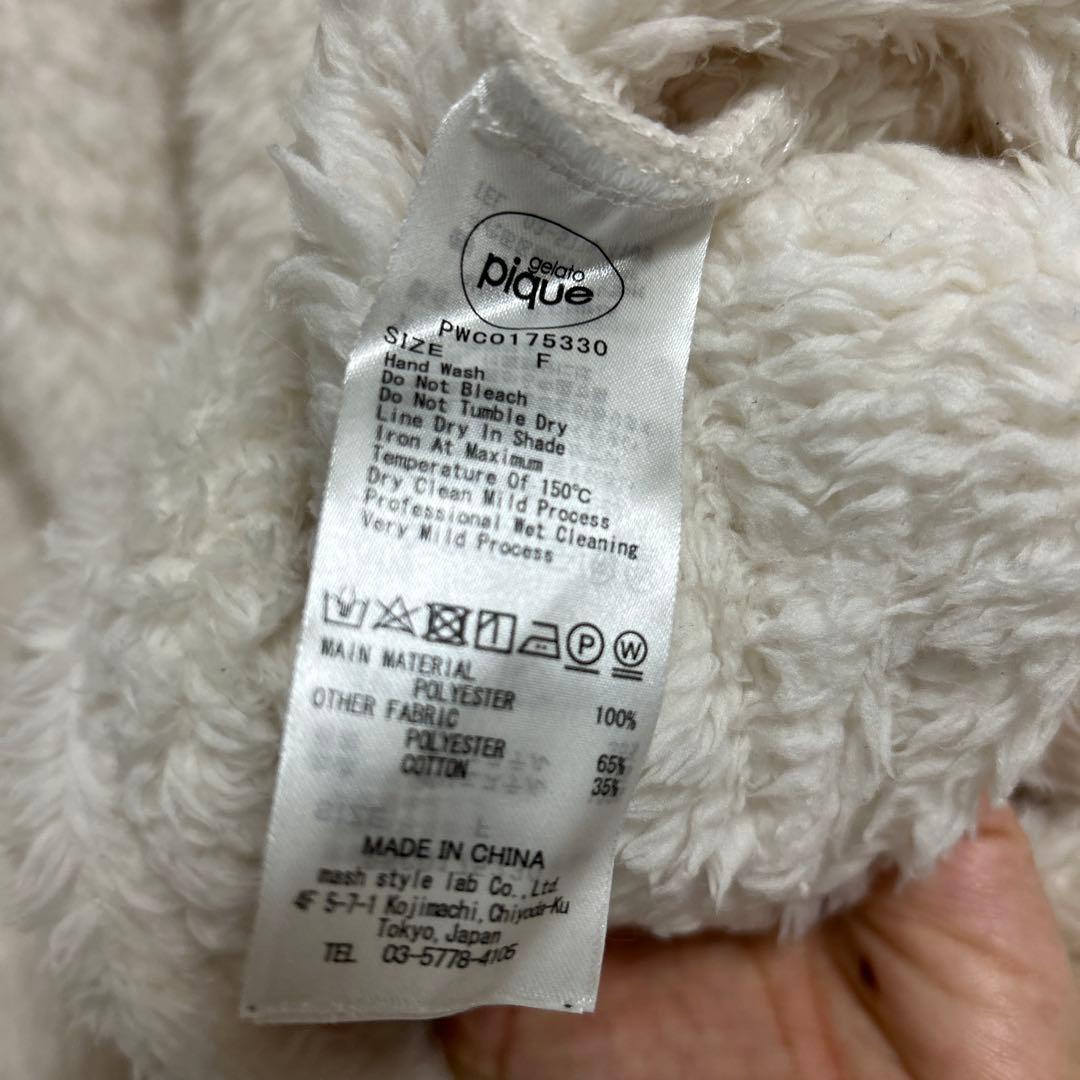 gelato
pique
PWCO175330
SIZE F
Hand Wash
Do Not Bleach
Do Not Tumble Dry
Line Dry In Shade
Iron At Maximum
Temperature Of 150℃
Dry Clean Mild Process
Professional Wet Cleaning
Very Mild Process
P W
MAIN MATERIAL
POLYESTER 100%
OTHER FABRIC
POLYESTER 65%
COTTON 35%
MADE IN CHINA
mash style lab Co.,Ltd.
4F 5-7-1 Kojimachi, Chiyoda-Ku
Tokyo, Japan
TEL 03-5778-4105